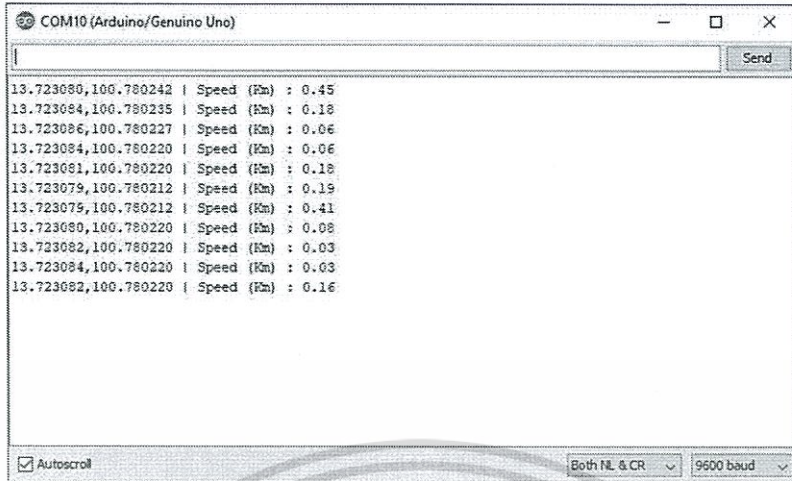 COM10 (Arduino/Genuino Uno)
Send
13.723080,100.780242 | Speed (Km) : 0.45
13.723084,100.780235 | Speed (Km) : 0.18
13.723086,100.780227 | Speed (Km) : 0.06
13.723084,100.780220 | Speed (Km) : 0.06
13.723081,100.780220 | Speed (Km) : 0.18
13.723079,100.780212 | Speed (Km) : 0.19
13.723079,100.780212 | Speed (Km) : 0.41
13.723080,100.780220 | Speed (Km) : 0.08
13.723082,100.780220 | Speed (Km) : 0.03
13.723084,100.780220 | Speed (Km) : 0.03
13.723082,100.780220 | Speed (Km) : 0.16
Autoscroll Both NL & CR 9600 baud